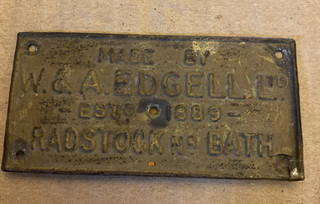 MADE BY
W. & A. EDGELL. LTD
- ESTD 1889 -
RADSTOCK NR BATH